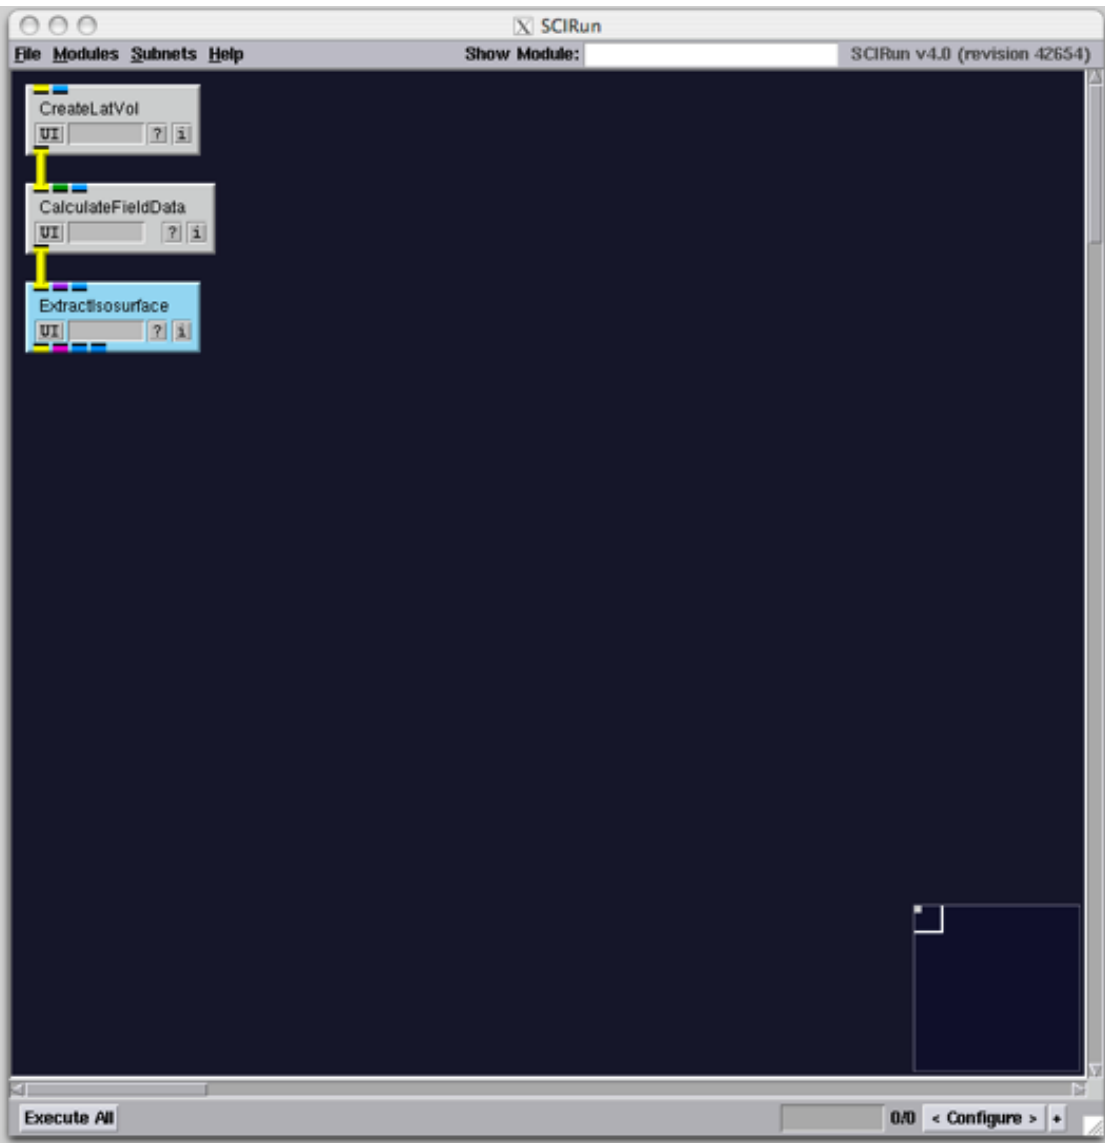 SCIRun
File Modules Subnets Help Show Module: SCIRun v4.0 (revision 42654)
CreateLatVol
UI ? i
CalculateFieldData
UI ? i
ExtractIsosurface
UI ? i
Execute All 0/0 < Configure > +